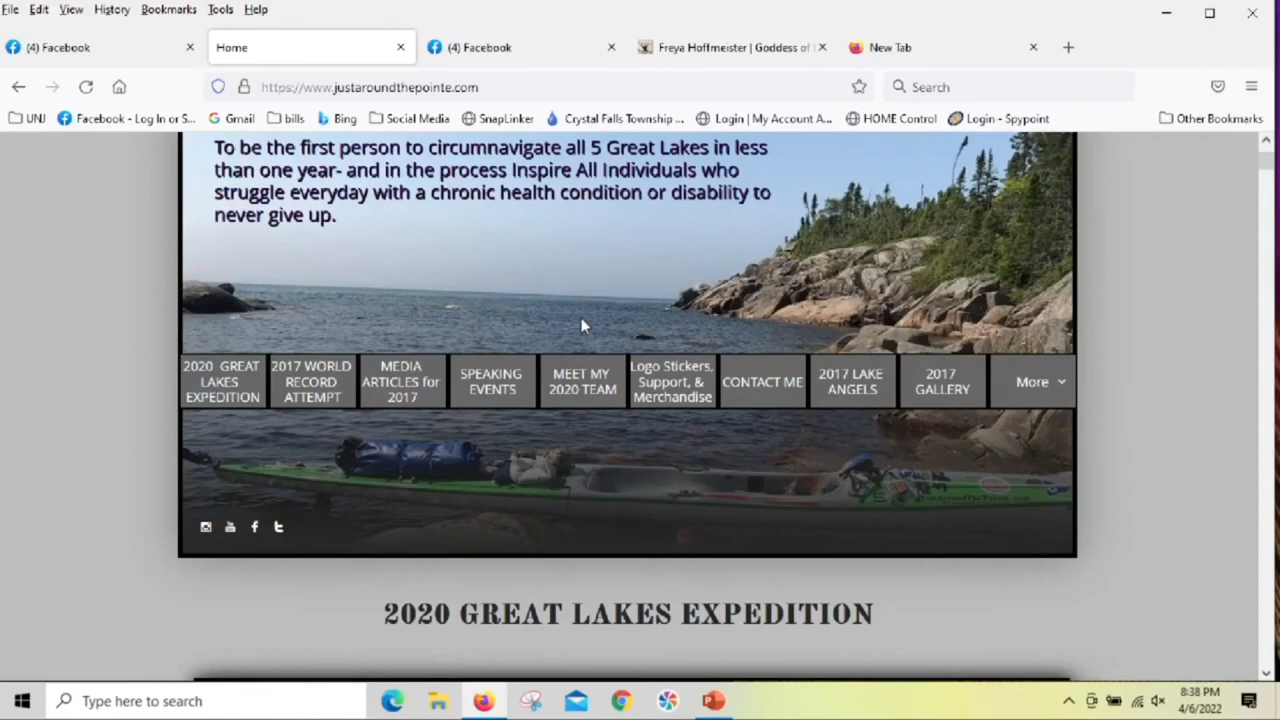 File Edit View History Bookmarks Tools Help
(4) Facebook Home (4) Facebook Freya Hoffmeister | Goddess of New Tab
https://www.justaroundthepointe.com Search
UNJ Facebook - Log In or S... Gmail bills Bing Social Media SnapLinker Crystal Falls Township ... Login | My Account A... HOME Control Login - Spypoint Other Bookmarks
To be the first person to circumnavigate all 5 Great Lakes in less
than one year- and in the process Inspire All Individuals who
struggle everyday with a chronic health condition or disability to
never give up.
2020 GREAT LAKES EXPEDITION
2017 WORLD RECORD ATTEMPT
MEDIA ARTICLES for 2017
SPEAKING EVENTS
MEET MY 2020 TEAM
Logo Stickers, Support, & Merchandise
CONTACT ME
2017 LAKE ANGELS
2017 GALLERY
More
2020 GREAT LAKES EXPEDITION
Type here to search
8:38 PM
4/6/2022